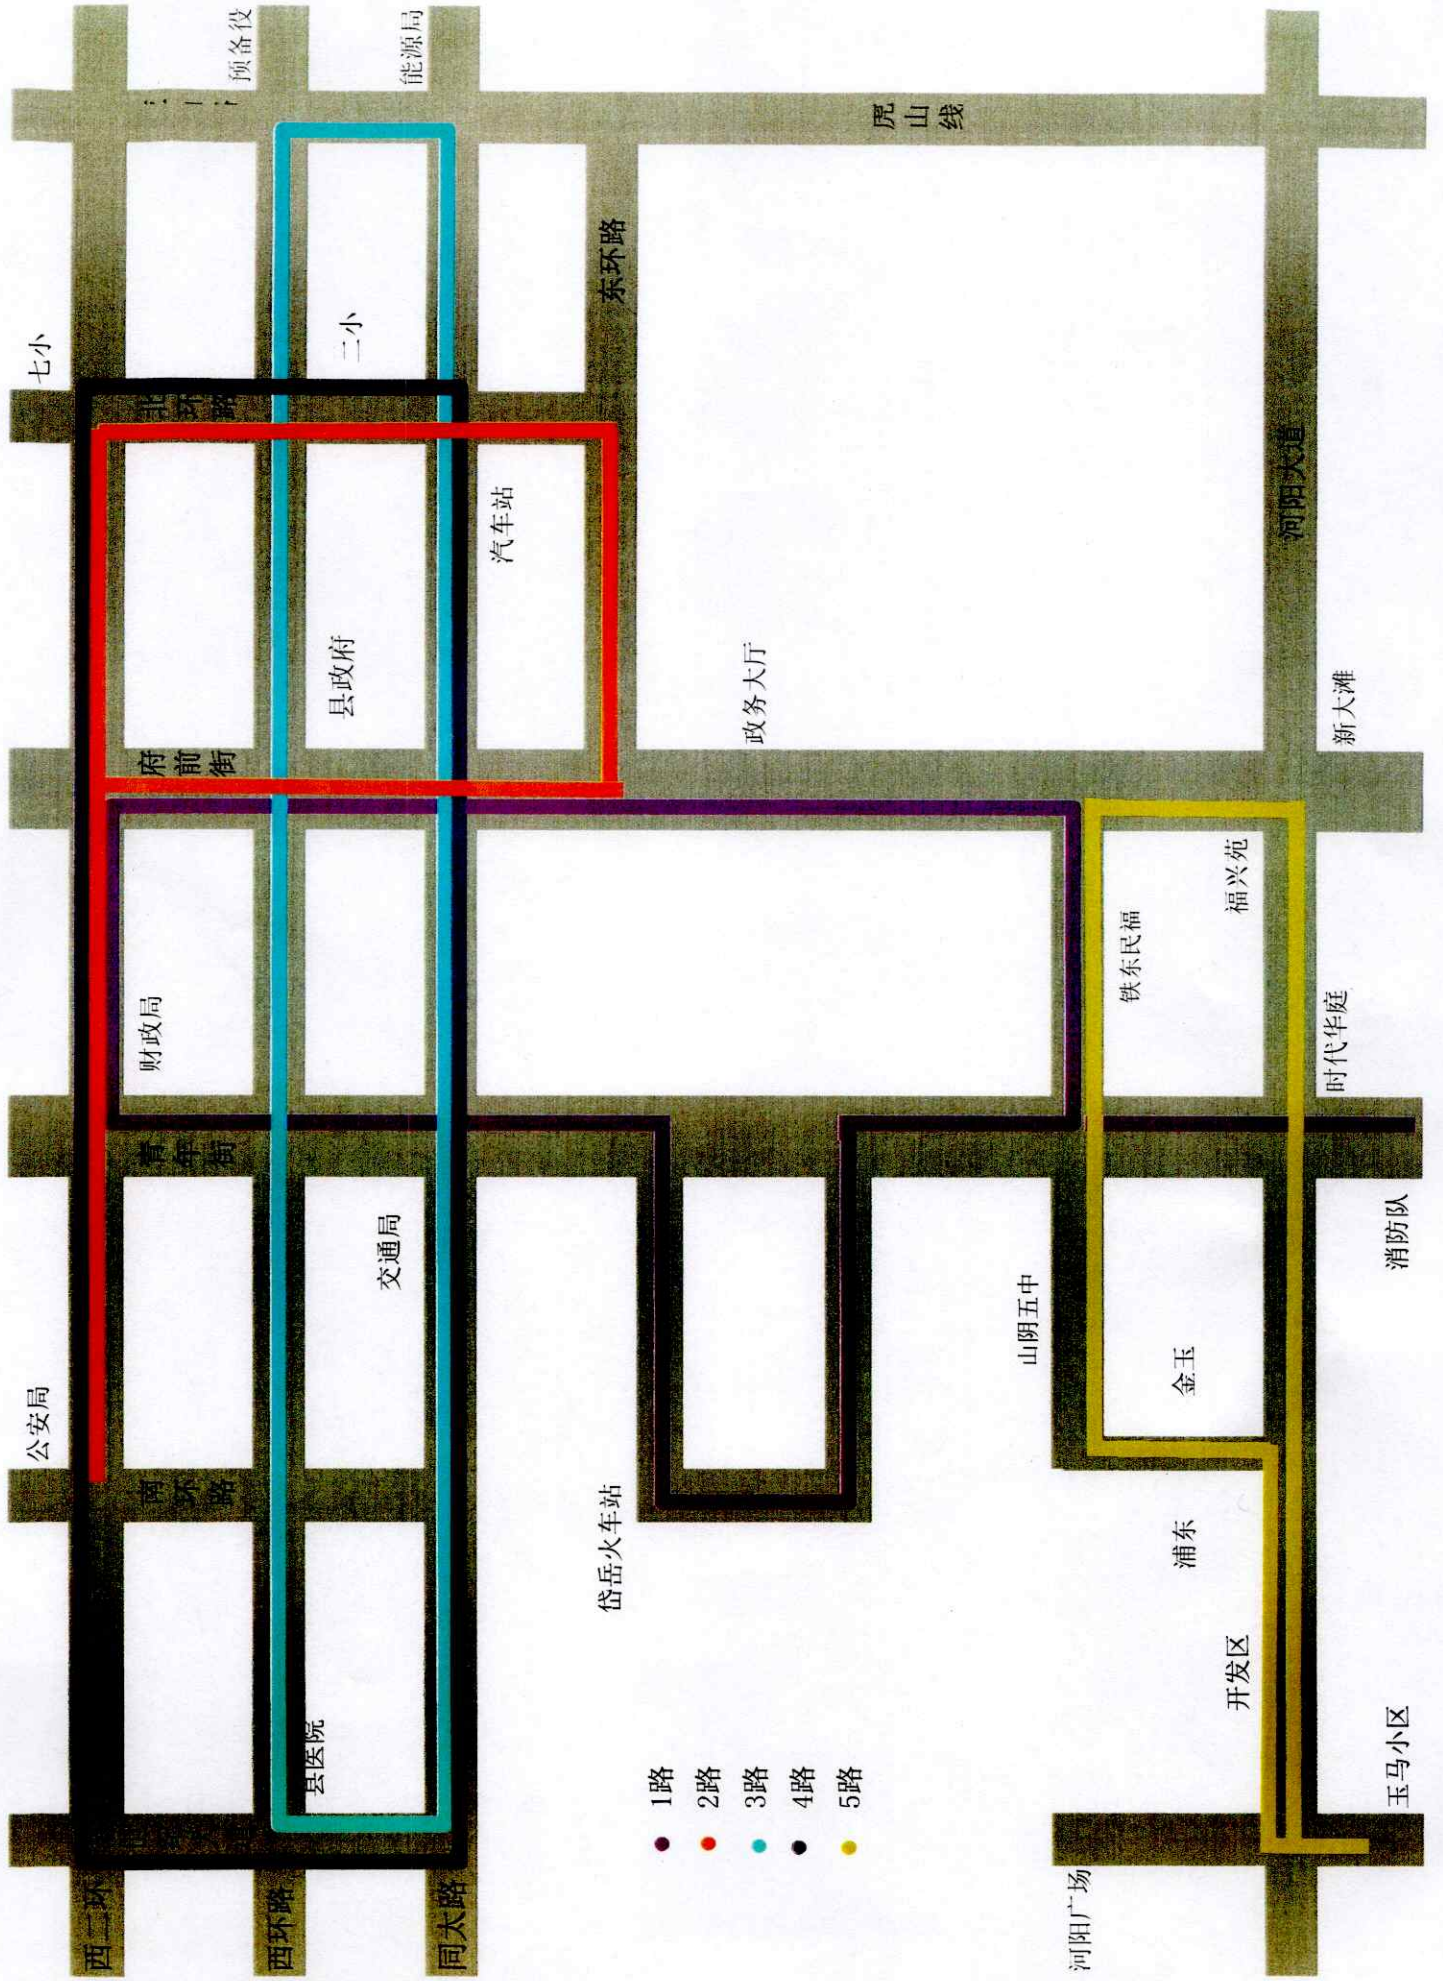 预备役
能源局
虎山线
七小
二小
东环路
北环路
汽车站
河阳大道
县政府
府前街
政务大厅
新大滩
财政局
福兴苑
铁东民福
时代华庭
青年街
交通局
消防队
山阴五中
金玉
公安局
南环路
岱岳火车站
浦东
开发区
县医院
玉马小区
1路
2路
3路
4路
5路
西二环
西环路
同太路
河阳广场